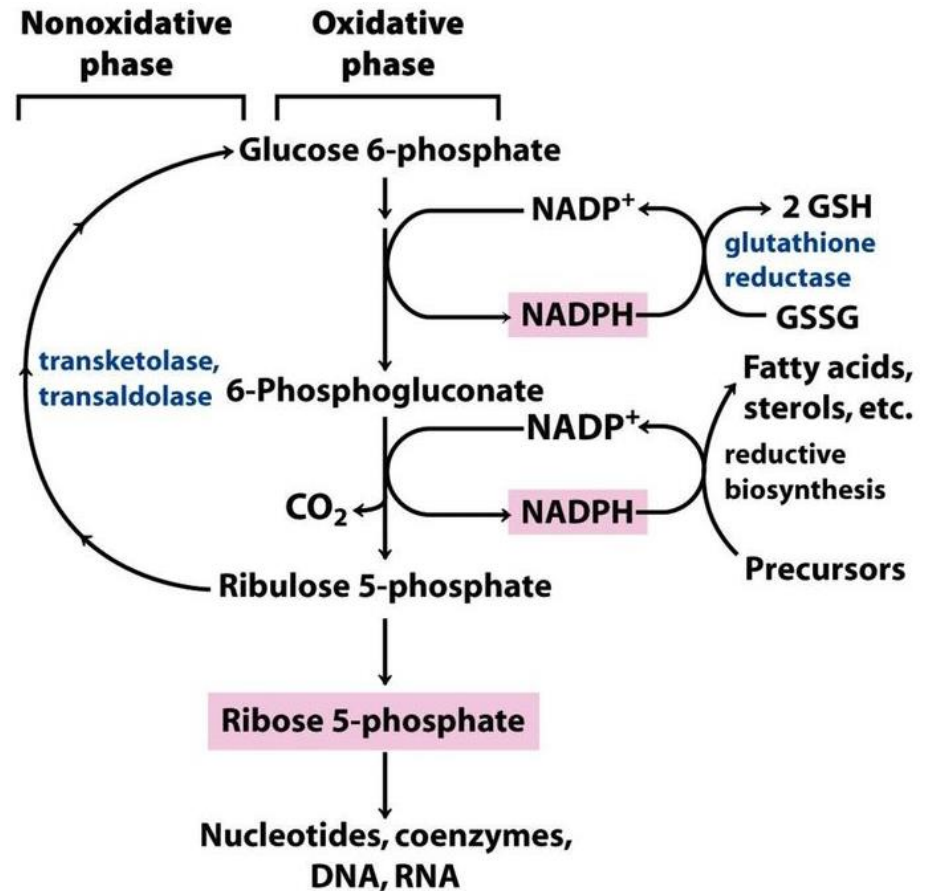 Nonoxidative
phase
Oxidative
phase
Glucose 6-phosphate
NADP⁺
2 GSH
glutathione
reductase
NADPH
GSSG
transketolase,
transaldolase
6-Phosphogluconate
Fatty acids,
sterols, etc.
NADP⁺
reductive
biosynthesis
CO₂
NADPH
Precursors
Ribulose 5-phosphate
Ribose 5-phosphate
Nucleotides, coenzymes,
DNA, RNA